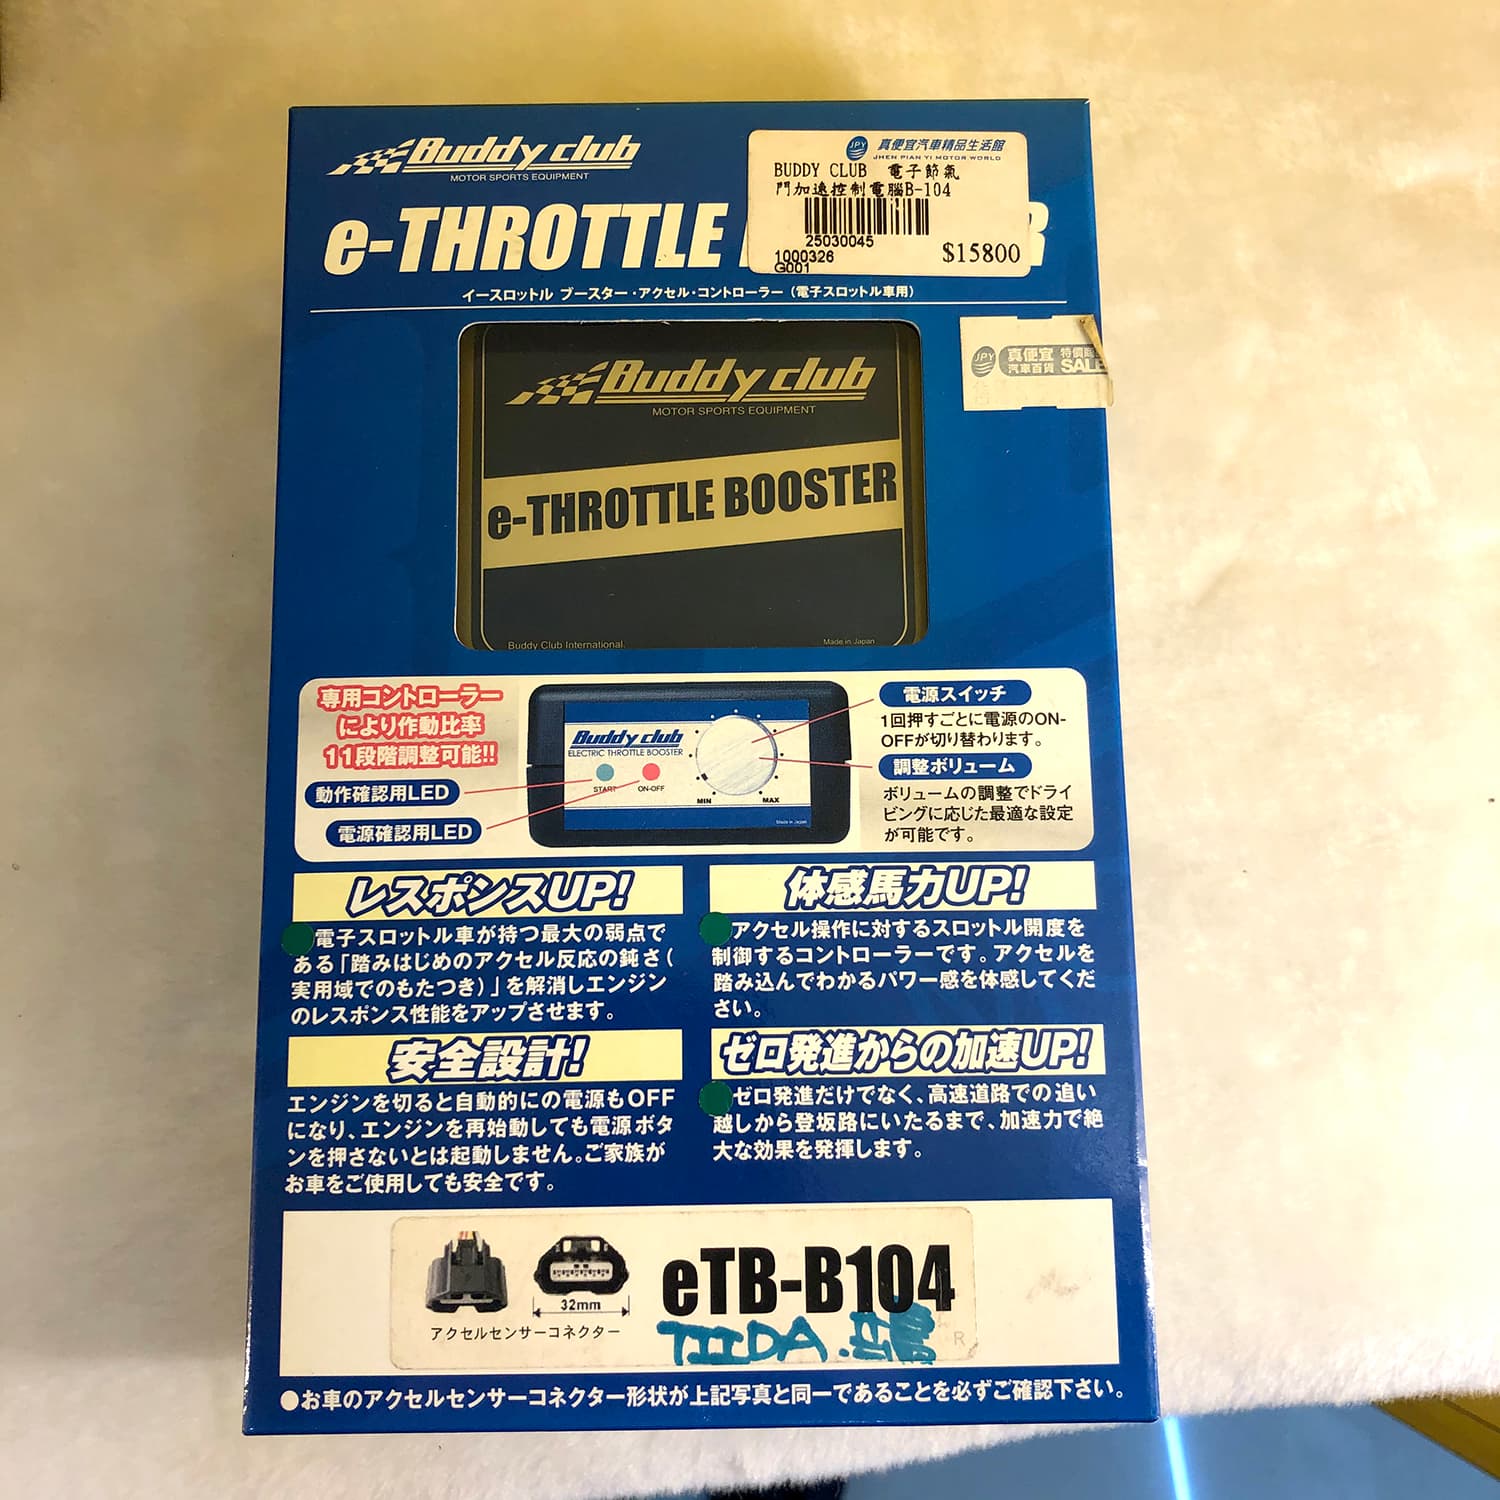 Buddy club
MOTOR SPORTS EQUIPMENT
JPY 真便宜汽車精品生活館
JHEN PIAN YI MOTOR WORLD
BUDDY CLUB 電子節氣
門加速控制電腦B-104
25030045
1000326
G001
$15800
e-THROTTLE
イースロットル ブースター・アクセル・コントローラー（電子スロットル車用）
JPY 真便宜
汽車百貨
特價
SALE
Buddy club
MOTOR SPORTS EQUIPMENT
e-THROTTLE BOOSTER
Buddy Club International.
Made in Japan
専用コントローラー
により作動比率
11段階調整可能!!
動作確認用LED
電源確認用LED
Buddy club
ELECTRIC THROTTLE BOOSTER
START
ON-OFF
MIN
MAX
Made in Japan
電源スイッチ
1回押すごとに電源のON-
OFFが切り替わります。
調整ボリューム
ボリュームの調整でドライ
ビングに応じた最適な設定
が可能です。
レスポンスUP!
電子スロットル車が持つ最大の弱点で
ある「踏みはじめのアクセル反応の鈍さ(
実用域でのもたつき)」を解消しエンジン
のレスポンス性能をアップさせます。
体感馬力UP!
アクセル操作に対するスロットル開度を
制御するコントローラーです。アクセルを
踏み込んでわかるパワー感を体感してくだ
さい。
安全設計!
エンジンを切ると自動的にの電源もOFF
になり、エンジンを再始動しても電源ボタ
ンを押さないとは起動しません。ご家族が
お車をご使用しても安全です。
ゼロ発進からの加速UP!
ゼロ発進だけでなく、高速道路での追い
越しから登坂路にいたるまで、加速力で絶
大な効果を発揮します。
32mm
アクセルセンサーコネクター
eTB-B104
TIIDA.
R
●お車のアクセルセンサーコネクター形状が上記写真と同一であることを必ずご確認下さい。